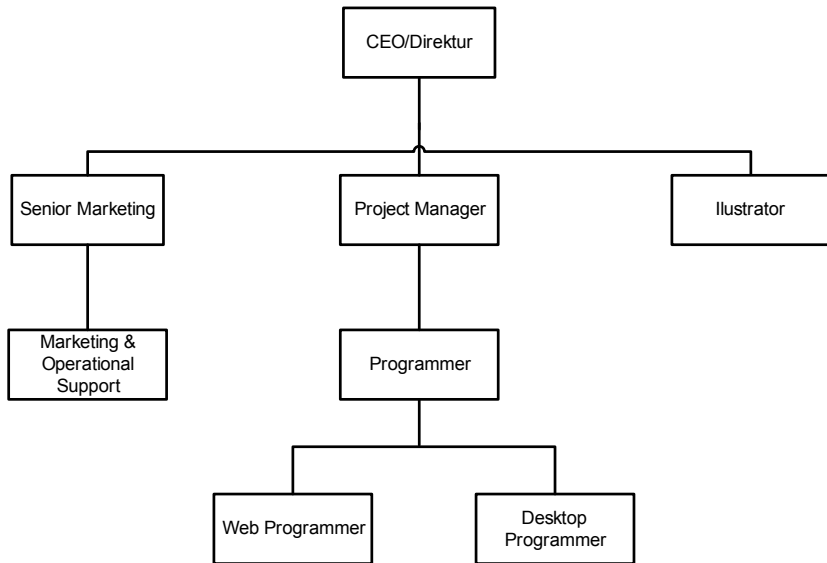 CEO/Direktur
Senior Marketing
Project Manager
Ilustrator
Marketing &
Operational
Support
Programmer
Web Programmer
Desktop
Programmer